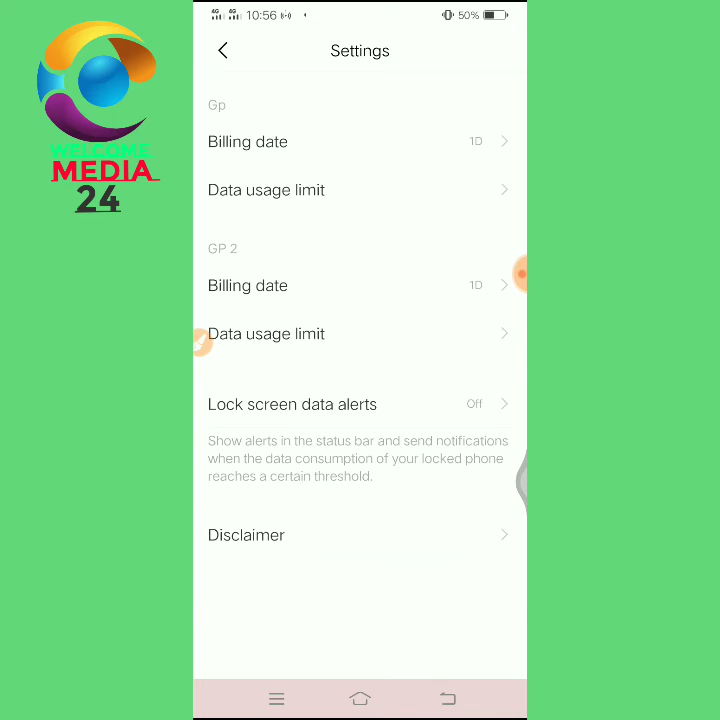 WELCOME
MEDIA
24
4G 4G 10:56 50%
Settings
Gp
Billing date 1D
Data usage limit
GP 2
Billing date 1D
Data usage limit
Lock screen data alerts Off
Show alerts in the status bar and send notifications
when the data consumption of your locked phone
reaches a certain threshold.
Disclaimer